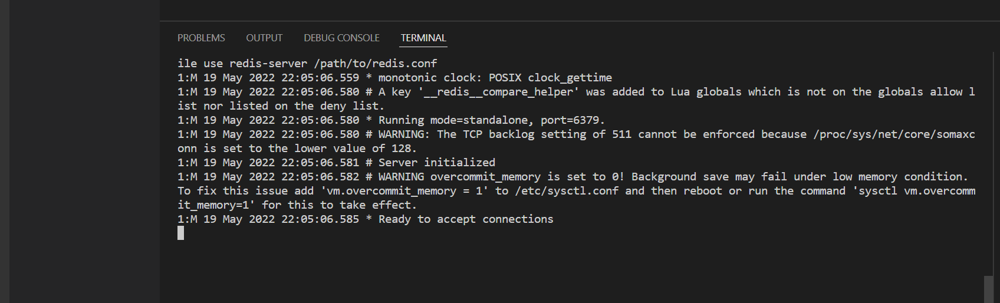 PROBLEMS OUTPUT DEBUG CONSOLE TERMINAL
ile use redis-server /path/to/redis.conf
1:M 19 May 2022 22:05:06.559 * monotonic clock: POSIX clock_gettime
1:M 19 May 2022 22:05:06.580 # A key '__redis__compare_helper' was added to Lua globals which is not on the globals allow l
ist nor listed on the deny list.
1:M 19 May 2022 22:05:06.580 * Running mode=standalone, port=6379.
1:M 19 May 2022 22:05:06.580 # WARNING: The TCP backlog setting of 511 cannot be enforced because /proc/sys/net/core/somaxc
onn is set to the lower value of 128.
1:M 19 May 2022 22:05:06.581 # Server initialized
1:M 19 May 2022 22:05:06.582 # WARNING overcommit_memory is set to 0! Background save may fail under low memory condition.
To fix this issue add 'vm.overcommit_memory = 1' to /etc/sysctl.conf and then reboot or run the command 'sysctl vm.overcomm
it_memory=1' for this to take effect.
1:M 19 May 2022 22:05:06.585 * Ready to accept connections